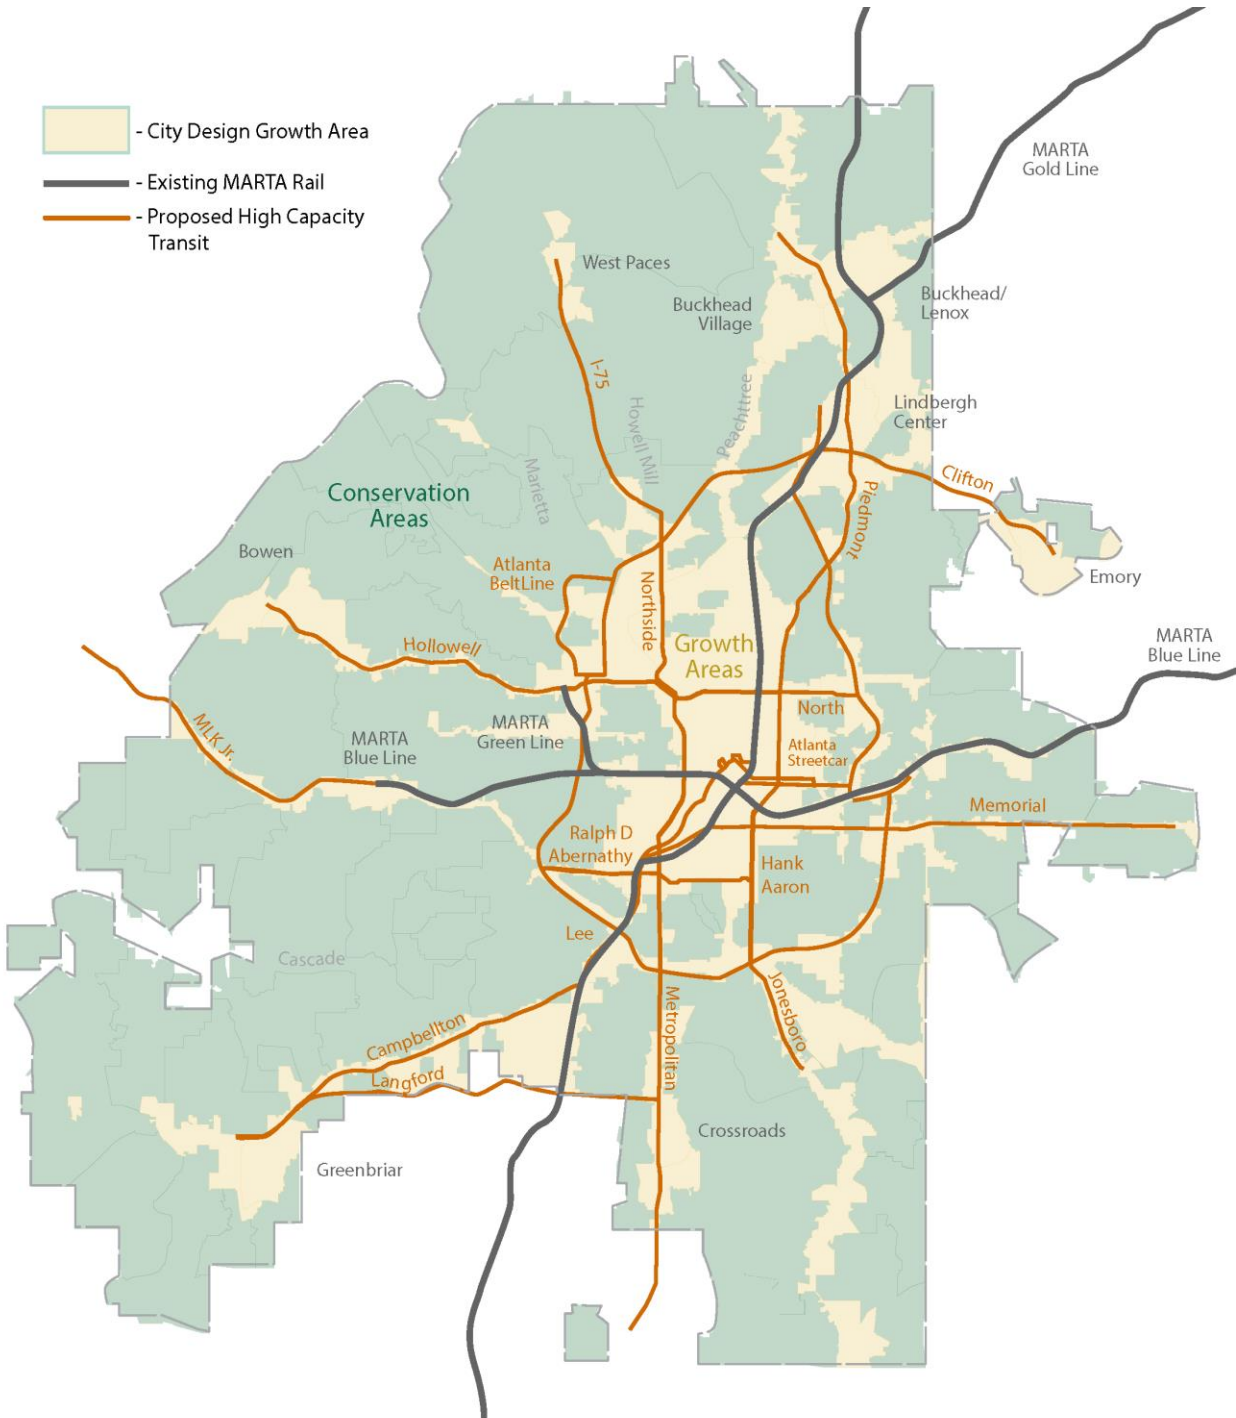 - City Design Growth Area
- Existing MARTA Rail
- Proposed High Capacity
Transit
MARTA
Gold Line
West Paces
Buckhead
Village
Buckhead/
Lenox
I-75
Howell Mill
Peachttree
Lindbergh
Center
Marietta
Conservation
Areas
Piedmont
Clifton
Bowen
Atlanta
BeltLine
Northside
Emory
Hollowell
Growth
Areas
MARTA
Blue Line
MLK Jr.
MARTA
Blue Line
MARTA
Green Line
North
Atlanta
Streetcar
Memorial
Ralph D
Abernathy
Hank
Aaron
Lee
Cascade
Campbellton
Langford
Metropolitan
Jonesboro
Crossroads
Greenbriar